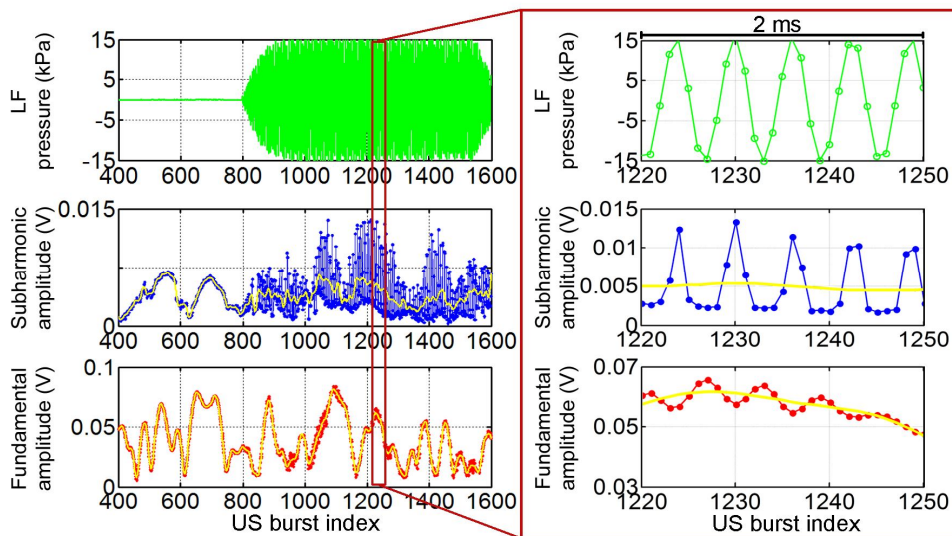 15
5
-5
-15
LF
pressure (kPa)
400 600 800 1000 1200 1400 1600
0.015
0
Subharmonic
amplitude (V)
400 600 800 1000 1200 1400 1600
0.1
0.05
0
Fundamental
amplitude (V)
400 600 800 1000 1200 1400 1600
US burst index
2 ms
15
5
-5
-15
LF
pressure (kPa)
1220 1230 1240 1250
0.015
0.01
0.005
0
Subharmonic
amplitude (V)
1220 1230 1240 1250
0.07
0.05
0.03
Fundamental
amplitude (V)
1220 1230 1240 1250
US burst index